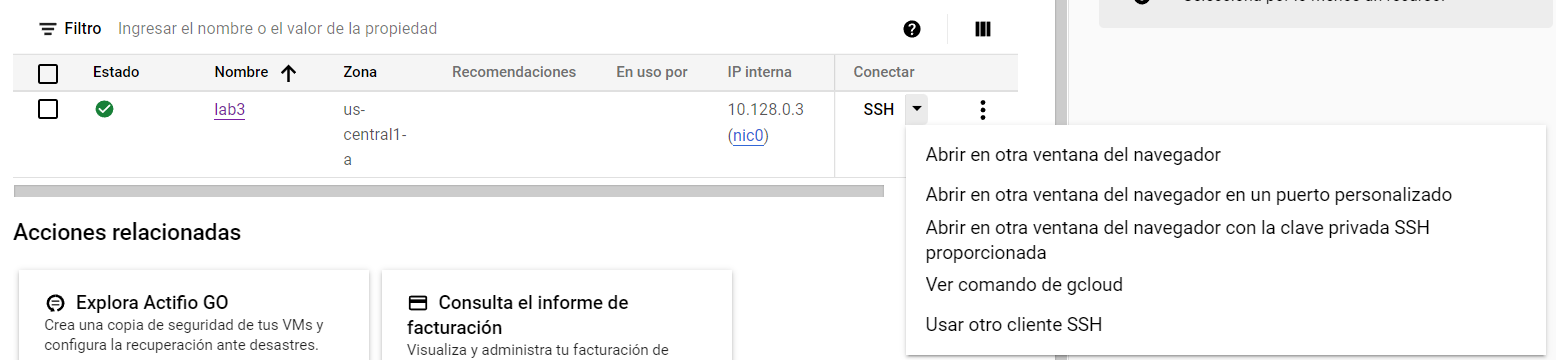 Filtro Ingresar el nombre o el valor de la propiedad
Estado Nombre Zona Recomendaciones En uso por IP interna Conectar
lab3 us- 10.128.0.3 SSH
central1- (nic0)
a
Abrir en otra ventana del navegador
Abrir en otra ventana del navegador en un puerto personalizado
Abrir en otra ventana del navegador con la clave privada SSH
proporcionada
Ver comando de gcloud
Usar otro cliente SSH
Acciones relacionadas
Explora Actifio GO
Crea una copia de seguridad de tus VMs y
configura la recuperación ante desastres.
Consulta el informe de
facturación
Visualiza y administra tu facturación de